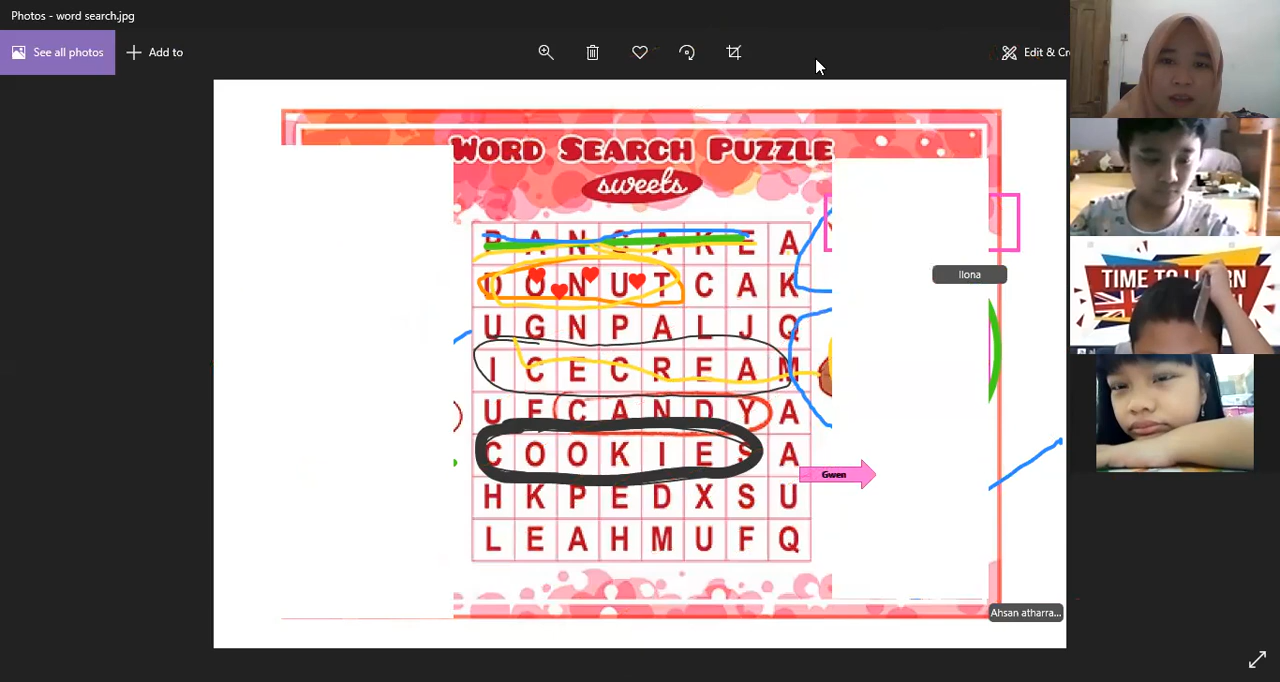 Photos - word search.jpg
See all photos
Add to
Edit & Cr
WORD SEARCH PUZZLE
sweets
P A N C A K E A
D O N U T C A K
U G N P A L J Q
I C E C R E A M
U F C A N D Y A
C O O K I E S A
H K P E D X S U
L E A H M U F Q
Ilona
Gwen
Ahsan atharra...
TIME TO LEARN